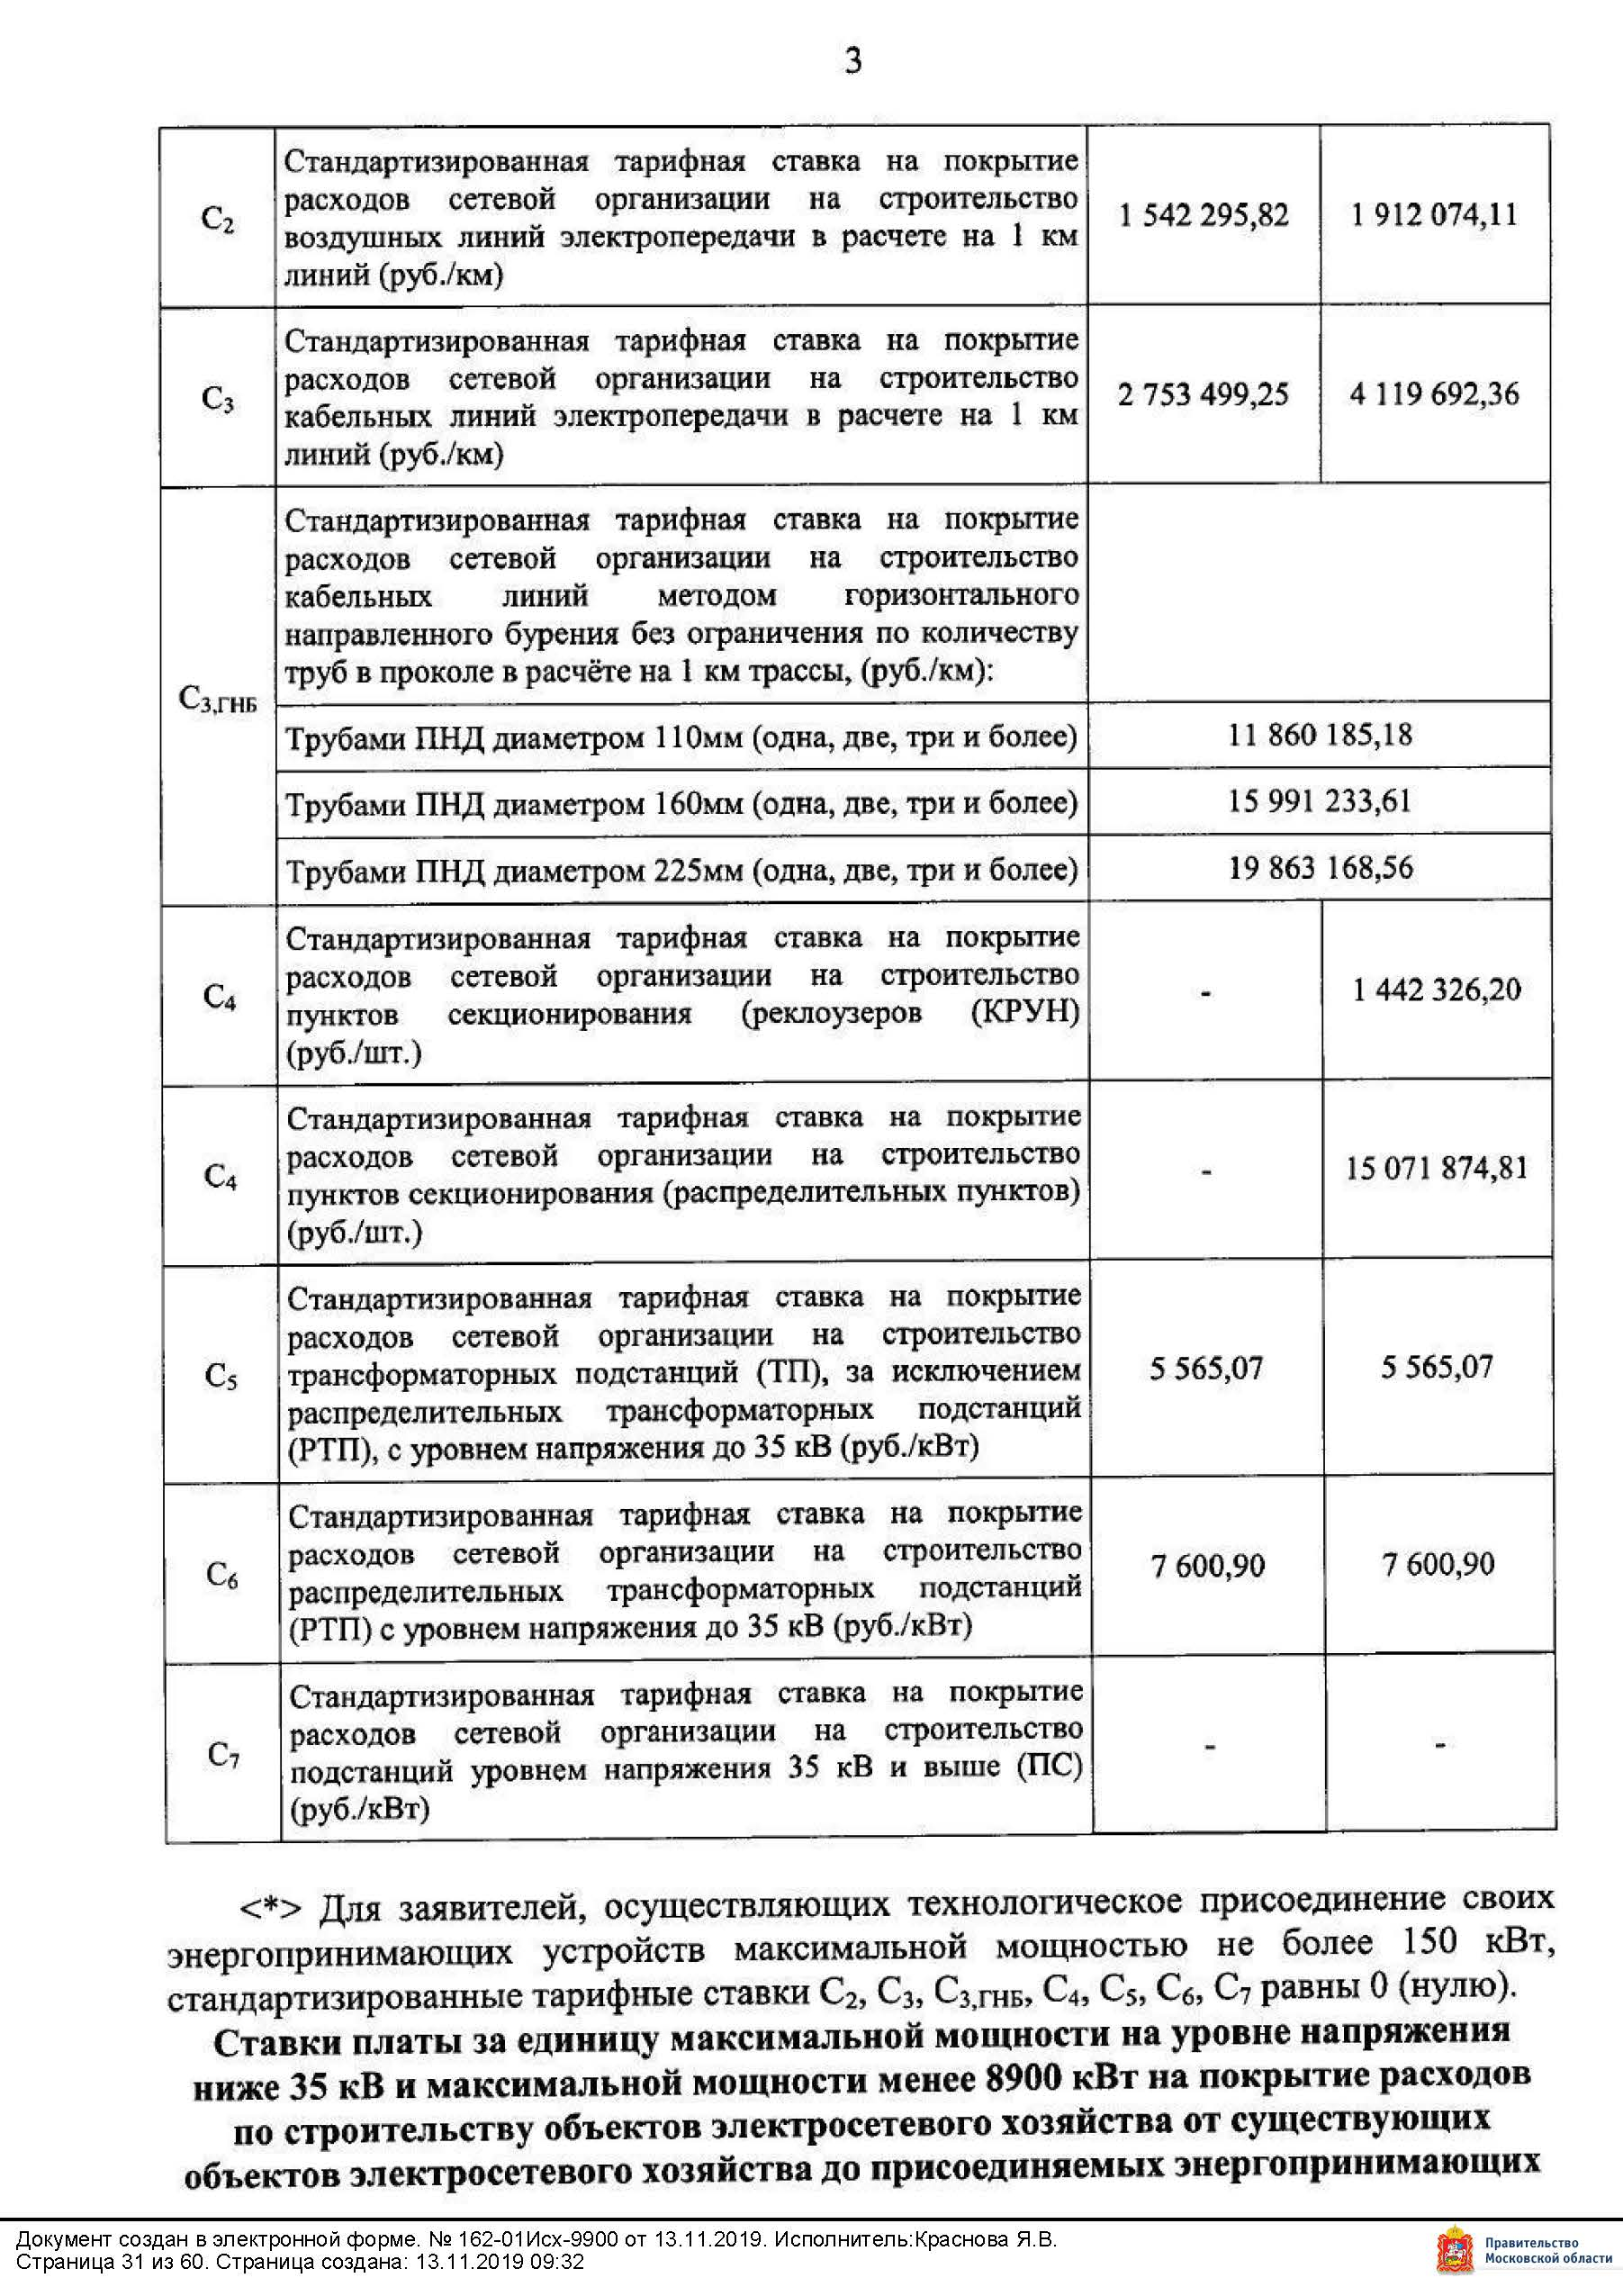 3
С2
Стандартизированная тарифная ставка на покрытие
расходов сетевой организации на строительство
воздушных линий электропередачи в расчете на 1 км
линий (руб./км)
1 542 295,82
1 912 074,11
С3
Стандартизированная тарифная ставка на покрытие
расходов сетевой организации на строительство
кабельных линий электропередачи в расчете на 1 км
линий (руб./км)
2 753 499,25
4 119 692,36
С3,ГНБ
Стандартизированная тарифная ставка на покрытие
расходов сетевой организации на строительство
кабельных линий методом горизонтального
направленного бурения без ограничения по количеству
труб в проколе в расчёте на 1 км трассы, (руб./км):
Трубами ПНД диаметром 110мм (одна, две, три и более)
11 860 185,18
Трубами ПНД диаметром 160мм (одна, две, три и более)
15 991 233,61
Трубами ПНД диаметром 225мм (одна, две, три и более)
19 863 168,56
С4
Стандартизированная тарифная ставка на покрытие
расходов сетевой организации на строительство
пунктов секционирования (реклоузеров (КРУН)
(руб./шт.)
-
1 442 326,20
С4
Стандартизированная тарифная ставка на покрытие
расходов сетевой организации на строительство
пунктов секционирования (распределительных пунктов)
(руб./шт.)
-
15 071 874,81
С5
Стандартизированная тарифная ставка на покрытие
расходов сетевой организации на строительство
трансформаторных подстанций (ТП), за исключением
распределительных трансформаторных подстанций
(РТП), с уровнем напряжения до 35 кВ (руб./кВт)
5 565,07
5 565,07
С6
Стандартизированная тарифная ставка на покрытие
расходов сетевой организации на строительство
распределительных трансформаторных подстанций
(РТП) с уровнем напряжения до 35 кВ (руб./кВт)
7 600,90
7 600,90
С7
Стандартизированная тарифная ставка на покрытие
расходов сетевой организации на строительство
подстанций уровнем напряжения 35 кВ и выше (ПС)
(руб./кВт)
-
-
<*> Для заявителей, осуществляющих технологическое присоединение своих
энергопринимающих устройств максимальной мощностью не более 150 кВт,
стандартизированные тарифные ставки С2, С3, С3,ГНБ, С4, С5, С6, С7 равны 0 (нулю).
Ставки платы за единицу максимальной мощности на уровне напряжения
ниже 35 кВ и максимальной мощности менее 8900 кВт на покрытие расходов
по строительству объектов электросетевого хозяйства от существующих
объектов электросетевого хозяйства до присоединяемых энергопринимающих
Документ создан в электронной форме. № 162-01Исх-9900 от 13.11.2019. Исполнитель:Краснова Я.В.
Страница 31 из 60. Страница создана: 13.11.2019 09:32
Правительство
Московской области